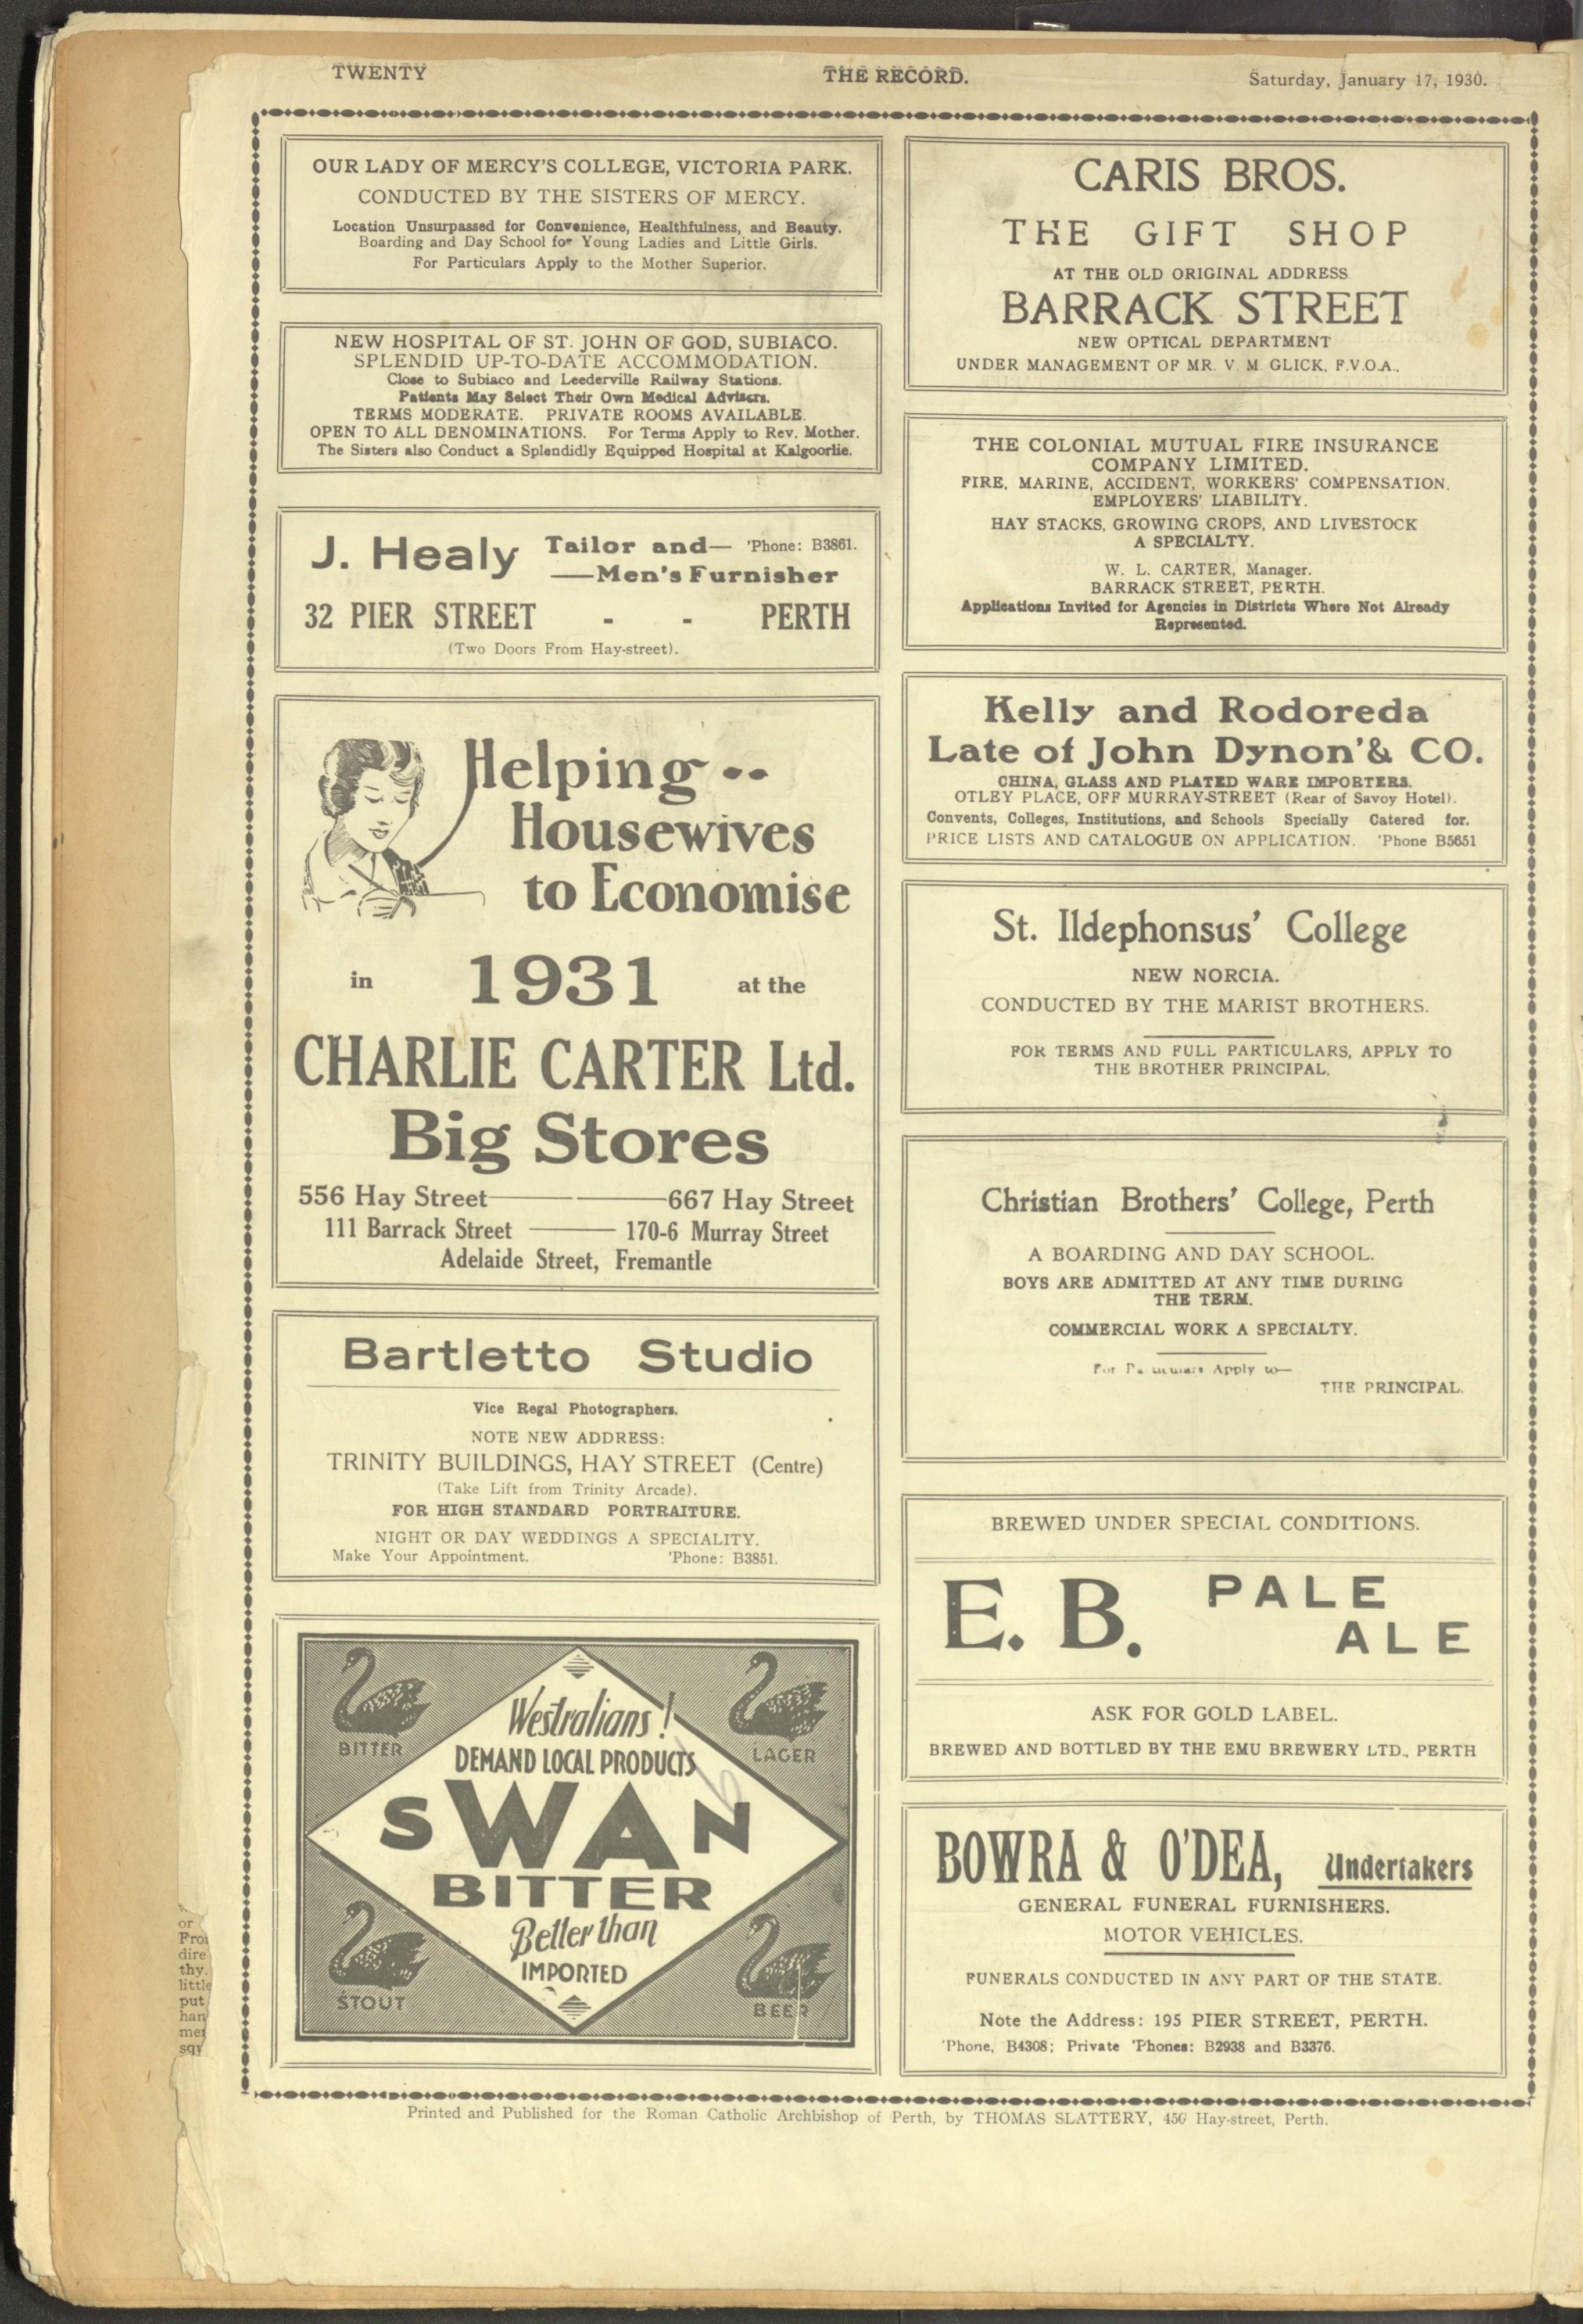 TWENTY
THE RECORD.
Saturday, January 17, 1930.
OUR LADY OF MERCY'S COLLEGE, VICTORIA PARK.
CONDUCTED BY THE SISTERS OF MERCY.
Location Unsurpassed for Convenience, Healthfulness, and Beauty.
Boarding and Day School for Young Ladies and Little Girls.
For Particulars Apply to the Mother Superior.
NEW HOSPITAL OF ST. JOHN OF GOD, SUBIACO.
SPLENDID UP-TO-DATE ACCOMMODATION.
Close to Subiaco and Leederville Railway Stations.
Patients May Select Their Own Medical Advisers.
TERMS MODERATE. PRIVATE ROOMS AVAILABLE.
OPEN TO ALL DENOMINATIONS. For Terms Apply to Rev. Mother.
The Sisters also Conduct a Splendidly Equipped Hospital at Kalgoorlie.
J. Healy Tailor and— 'Phone: B3861.
—Men's Furnisher
32 PIER STREET - - PERTH
(Two Doors From Hay-street).
Helping --
Housewives
to Economise
in 1931 at the
CHARLIE CARTER Ltd.
Big Stores
556 Hay Street — — 667 Hay Street
111 Barrack Street — 170-6 Murray Street
Adelaide Street, Fremantle
Bartletto Studio
Vice Regal Photographers.
NOTE NEW ADDRESS:
TRINITY BUILDINGS, HAY STREET (Centre)
(Take Lift from Trinity Arcade).
FOR HIGH STANDARD PORTRAITURE.
NIGHT OR DAY WEDDINGS A SPECIALITY.
Make Your Appointment. 'Phone: B3851.
BITTER
LAGER
Westralians!
DEMAND LOCAL PRODUCTS
SWAN
BITTER
Better than
IMPORTED
STOUT
BEER
CARIS BROS.
THE GIFT SHOP
AT THE OLD ORIGINAL ADDRESS
BARRACK STREET
NEW OPTICAL DEPARTMENT
UNDER MANAGEMENT OF MR. V. M. GLICK, F.V.O.A.,
THE COLONIAL MUTUAL FIRE INSURANCE
COMPANY LIMITED.
FIRE, MARINE, ACCIDENT, WORKERS' COMPENSATION,
EMPLOYERS' LIABILITY.
HAY STACKS, GROWING CROPS, AND LIVESTOCK
A SPECIALTY.
W. L. CARTER, Manager.
BARRACK STREET, PERTH.
Applications Invited for Agencies in Districts Where Not Already
Represented.
Kelly and Rodoreda
Late of John Dynon'& CO.
CHINA, GLASS AND PLATED WARE IMPORTERS.
OTLEY PLACE, OFF MURRAY-STREET (Rear of Savoy Hotel).
Convents, Colleges, Institutions, and Schools Specially Catered for.
PRICE LISTS AND CATALOGUE ON APPLICATION. 'Phone B5651
St. Ildephonsus' College
NEW NORCIA.
CONDUCTED BY THE MARIST BROTHERS.
FOR TERMS AND FULL PARTICULARS, APPLY TO
THE BROTHER PRINCIPAL.
Christian Brothers' College, Perth
A BOARDING AND DAY SCHOOL.
BOYS ARE ADMITTED AT ANY TIME DURING
THE TERM.
COMMERCIAL WORK A SPECIALTY.
For Particulars Apply to—
THE PRINCIPAL.
BREWED UNDER SPECIAL CONDITIONS.
E. B. PALE
ALE
ASK FOR GOLD LABEL.
BREWED AND BOTTLED BY THE EMU BREWERY LTD., PERTH
BOWRA & O'DEA, Undertakers
GENERAL FUNERAL FURNISHERS.
MOTOR VEHICLES.
FUNERALS CONDUCTED IN ANY PART OF THE STATE.
Note the Address: 195 PIER STREET, PERTH.
'Phone, B4308; Private 'Phones: B2938 and B3376.
or
Fro
dire
thy.
little
put
han
mer
sqy
Printed and Published for the Roman Catholic Archbishop of Perth, by THOMAS SLATTERY, 450 Hay-street, Perth.